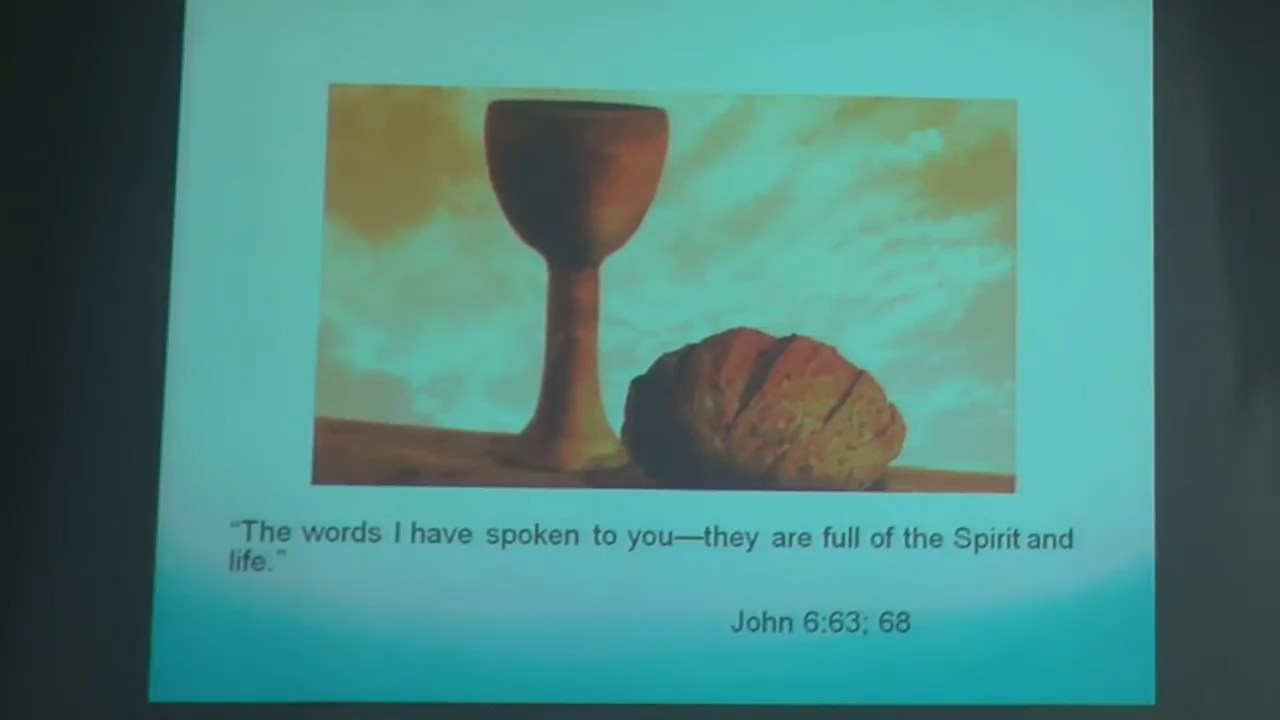 “The words I have spoken to you—they are full of the Spirit and
life.”
John 6:63; 68